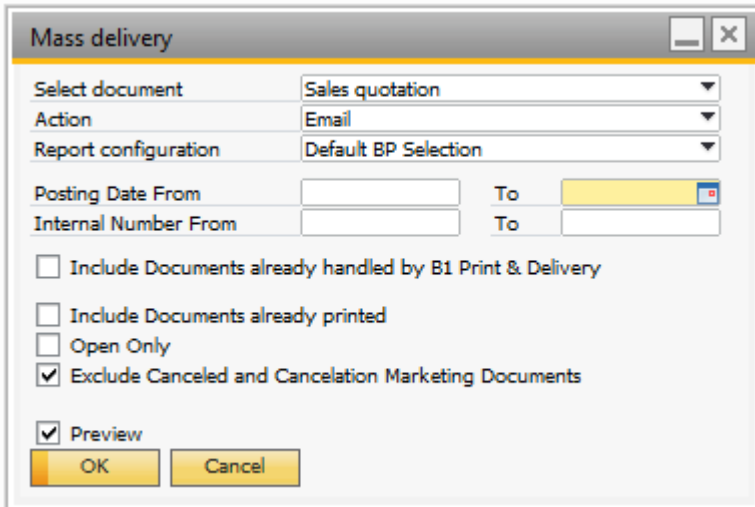 Mass delivery
Select document Sales quotation
Action Email
Report configuration Default BP Selection
Posting Date From To
Internal Number From To
Include Documents already handled by B1 Print & Delivery
Include Documents already printed
Open Only
Exclude Canceled and Cancelation Marketing Documents
Preview
OK Cancel